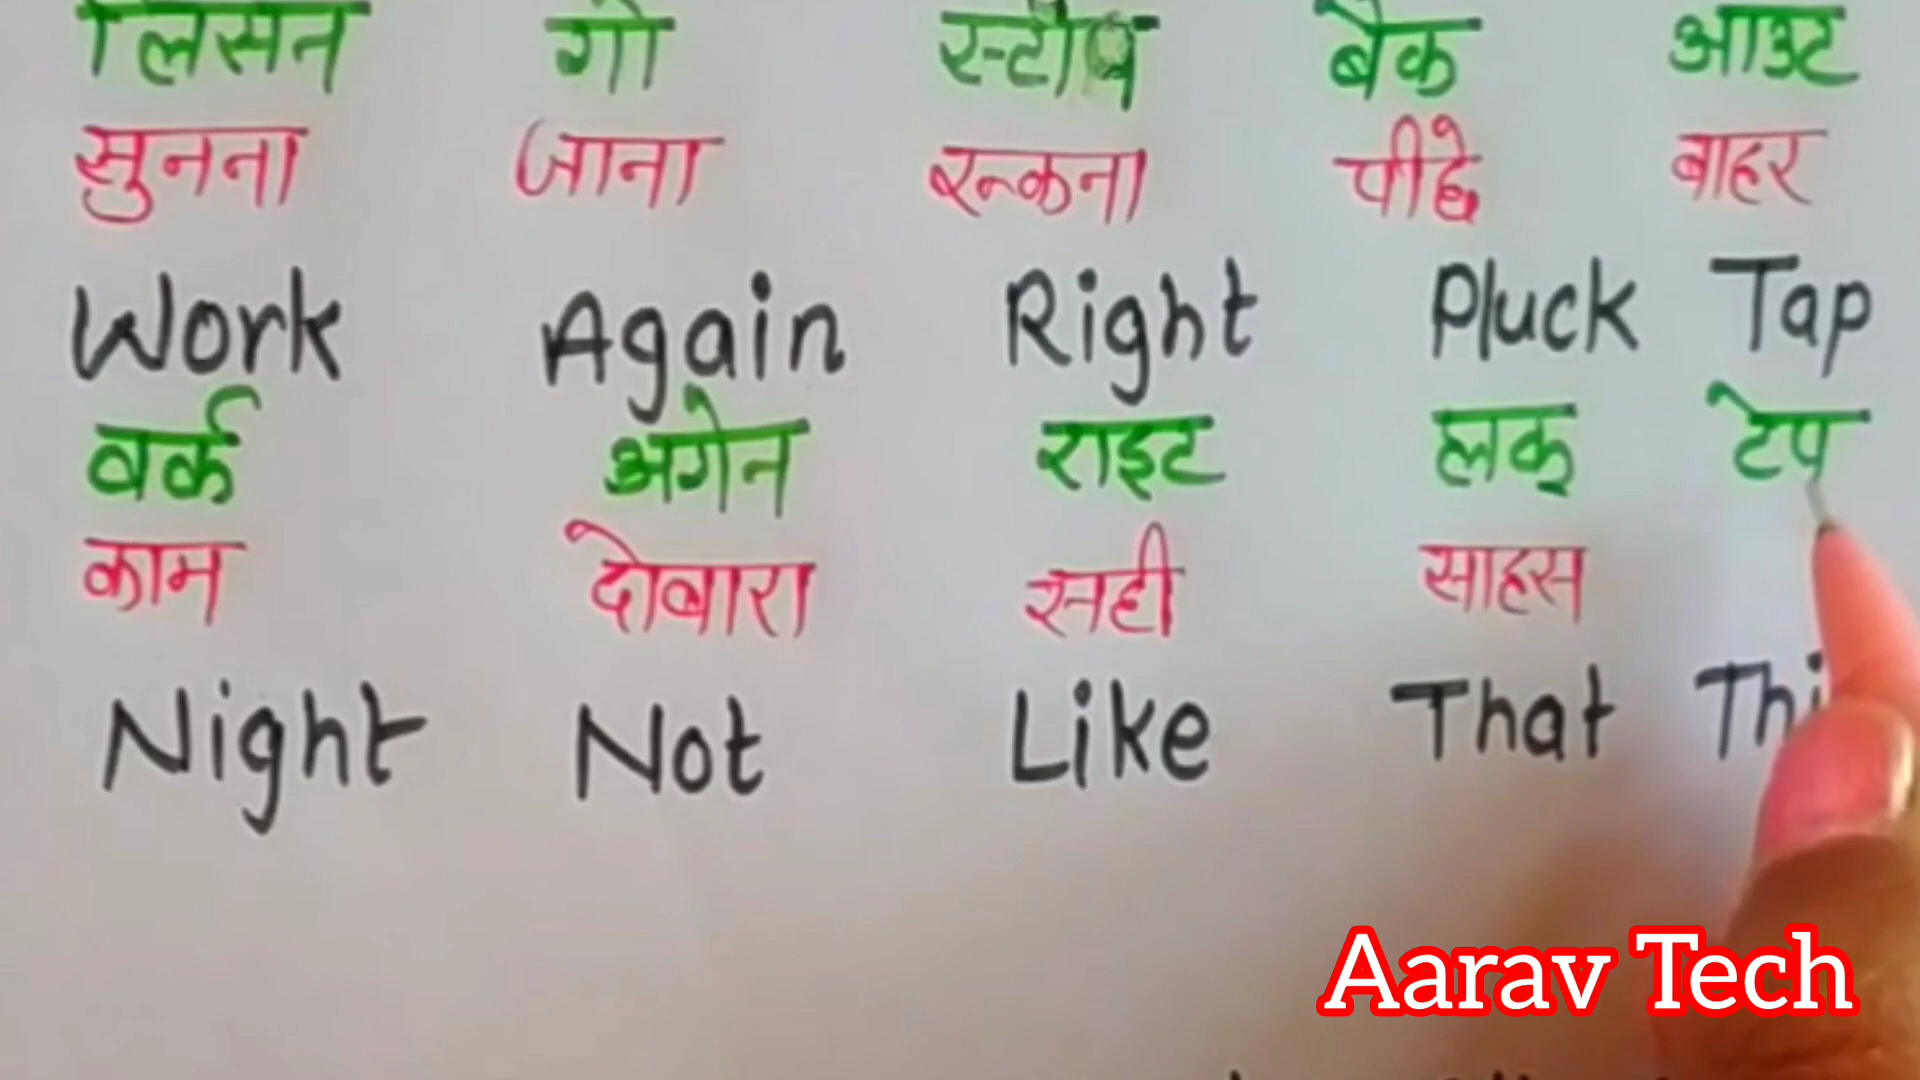 लिसन गो स्टॉप बैक आउट
सुनना जाना रूकना पीछे बाहर
Work Again Right Pluck Tap
वर्क अगेन राइट लक् टेप
काम दोबारा सही साहस
Night Not Like That Thi
Aarav Tech